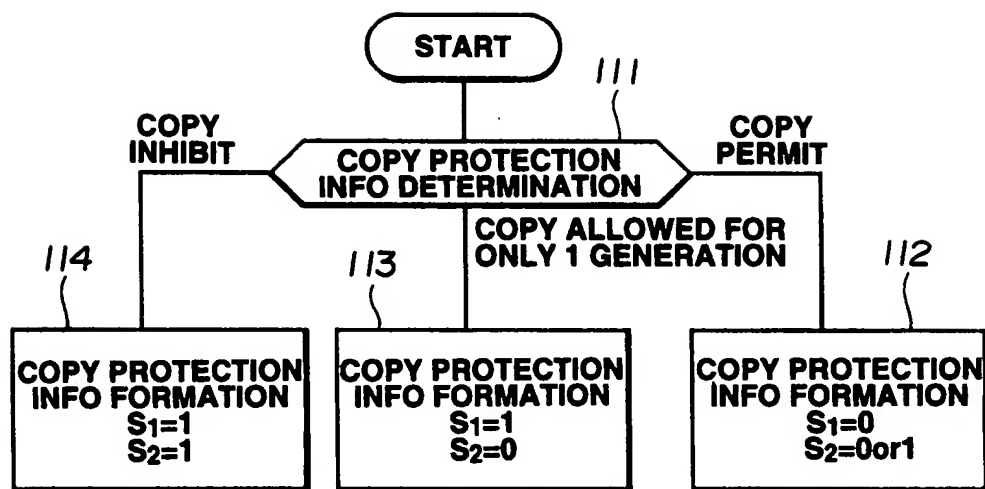 START
111
COPY
INHIBIT
COPY PROTECTION
INFO DETERMINATION
COPY
PERMIT
COPY ALLOWED FOR
ONLY 1 GENERATION
114
113
112
COPY PROTECTION
INFO FORMATION
S1=1
S2=1
COPY PROTECTION
INFO FORMATION
S1=1
S2=0
COPY PROTECTION
INFO FORMATION
S1=0
S2=0or1